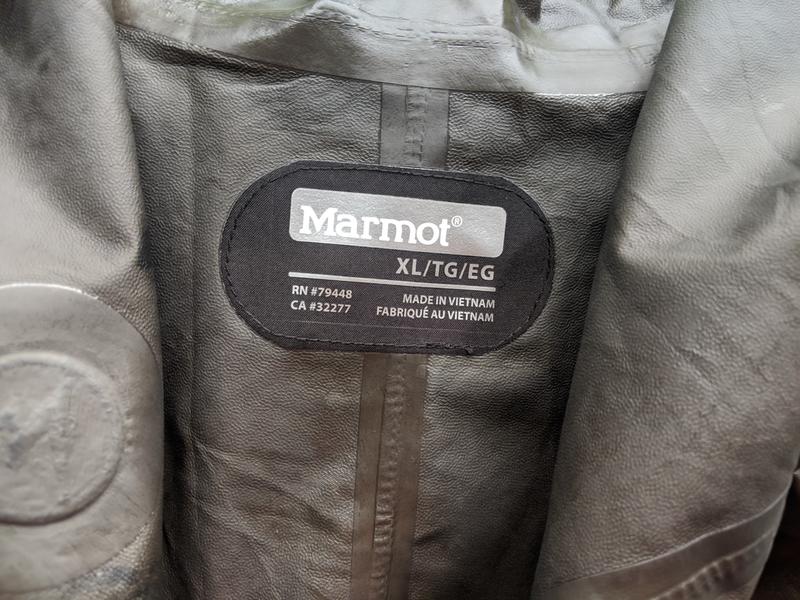 Marmot®
XL/TG/EG
RN #79448
CA #32277
MADE IN VIETNAM
FABRIQUÉ AU VIETNAM